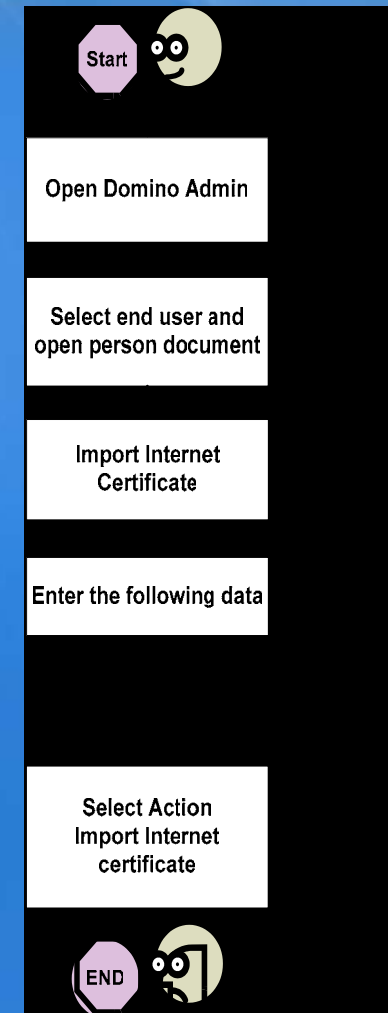 Start
Open Domino Admin
Select end user and
open person document
Import Internet
Certificate
Enter the following data
Select Action
Import Internet
certificate
END